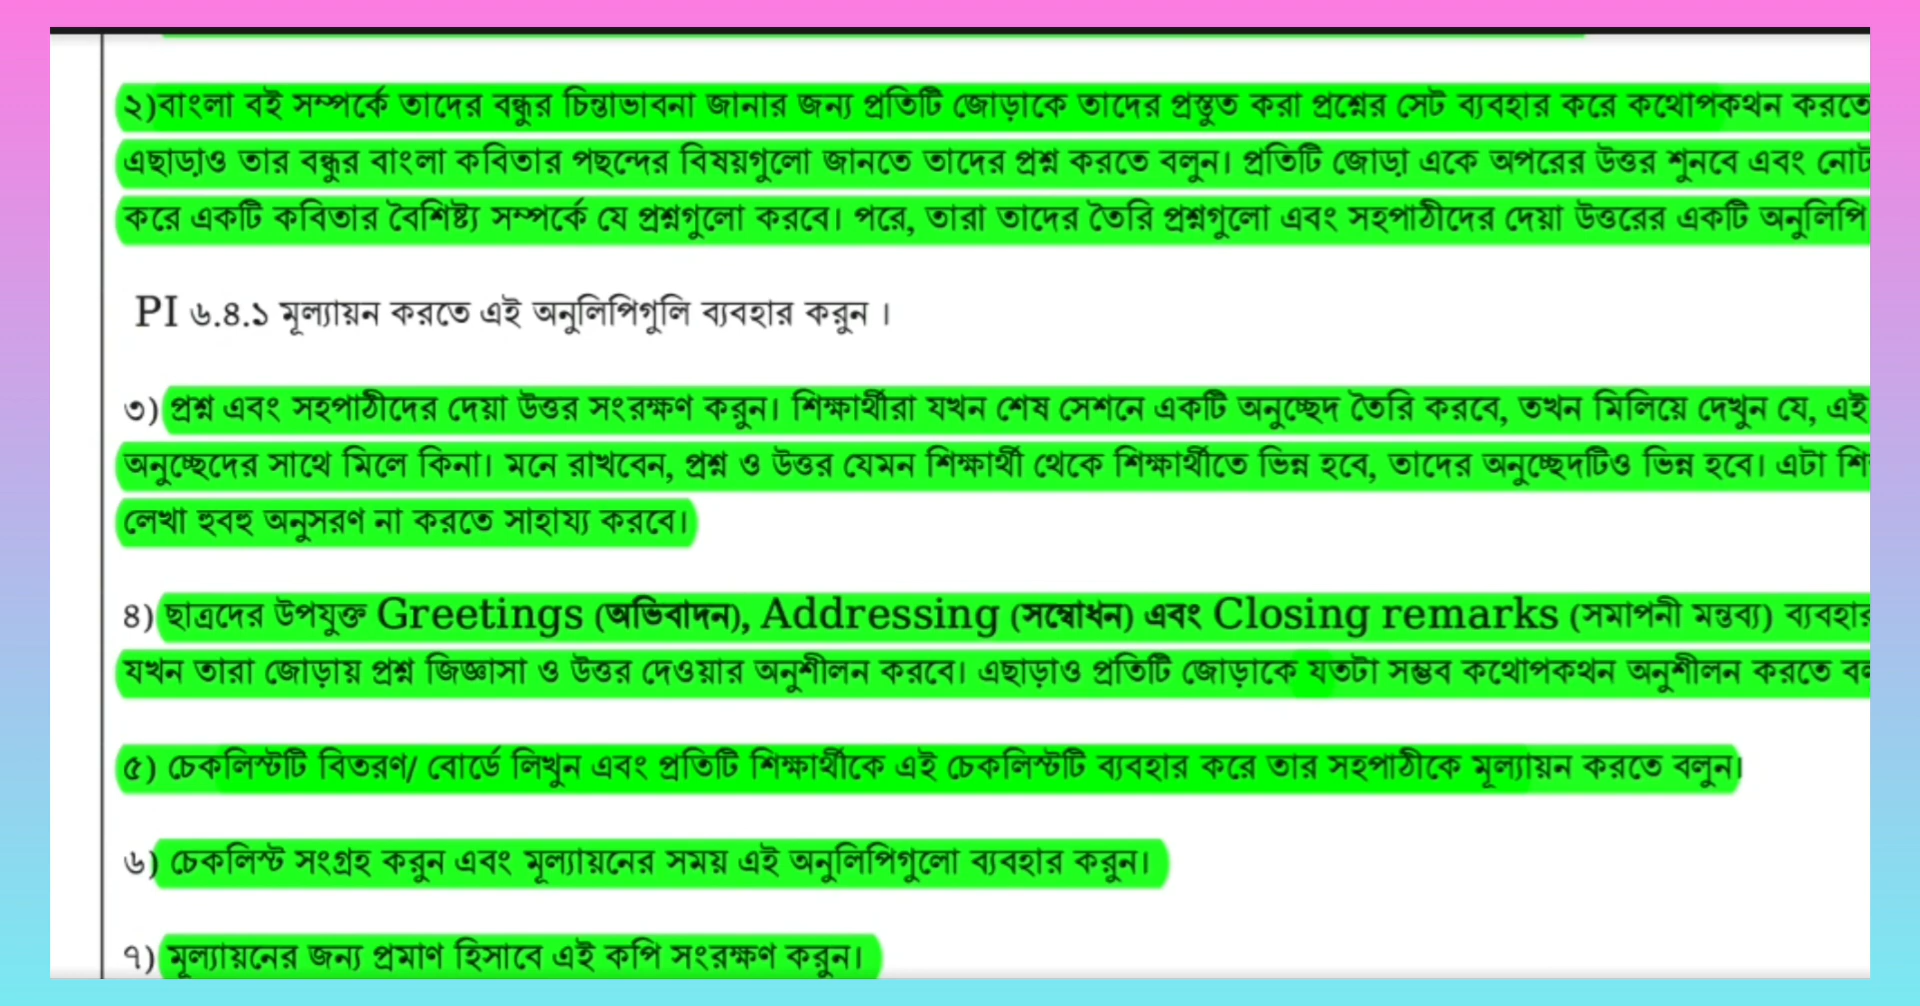 ২)বাংলা বই সম্পর্কে তাদের বন্ধুর চিন্তাভাবনা জানার জন্য প্রতিটি জোড়াকে তাদের প্রস্তুত করা প্রশ্নের সেট ব্যবহার করে কথোপকথন করতে
এছাড়াও তার বন্ধুর বাংলা কবিতার পছন্দের বিষয়গুলো জানতে তাদের প্রশ্ন করতে বলুন। প্রতিটি জোড়া একে অপরের উত্তর শুনবে এবং নোট
করে একটি কবিতার বৈশিষ্ট্য সম্পর্কে যে প্রশ্নগুলো করবে। পরে, তারা তাদের তৈরি প্রশ্নগুলো এবং সহপাঠীদের দেয়া উত্তরের একটি অনুলিপি
PI ৬.৪.১ মূল্যায়ন করতে এই অনুলিপিগুলি ব্যবহার করুন ।
৩) প্রশ্ন এবং সহপাঠীদের দেয়া উত্তর সংরক্ষণ করুন। শিক্ষার্থীরা যখন শেষ সেশনে একটি অনুচ্ছেদ তৈরি করবে, তখন মিলিয়ে দেখুন যে, এই
অনুচ্ছেদের সাথে মিলে কিনা। মনে রাখবেন, প্রশ্ন ও উত্তর যেমন শিক্ষার্থী থেকে শিক্ষার্থীতে ভিন্ন হবে, তাদের অনুচ্ছেদটিও ভিন্ন হবে। এটা
লেখা হুবহু অনুসরণ না করতে সাহায্য করবে।
৪) ছাত্রদের উপযুক্ত Greetings (অভিবাদন), Addressing (সম্বোধন) এবং Closing remarks (সমাপনী মন্তব্য) ব্যবহার
যখন তারা জোড়ায় প্রশ্ন জিজ্ঞাসা ও উত্তর দেওয়ার অনুশীলন করবে। এছাড়াও প্রতিটি জোড়াকে যতটা সম্ভব কথোপকথন অনুশীলন করতে
৫) চেকলিস্টটি বিতরণ/ বোর্ডে লিখুন এবং প্রতিটি শিক্ষার্থীকে এই চেকলিস্টটি ব্যবহার করে তার সহপাঠীকে মূল্যায়ন করতে বলুন।
৬) চেকলিস্ট সংগ্রহ করুন এবং মূল্যায়নের সময় এই অনুলিপিগুলো ব্যবহার করুন।
৭) মূল্যায়নের জন্য প্রমাণ হিসাবে এই কপি সংরক্ষণ করুন।